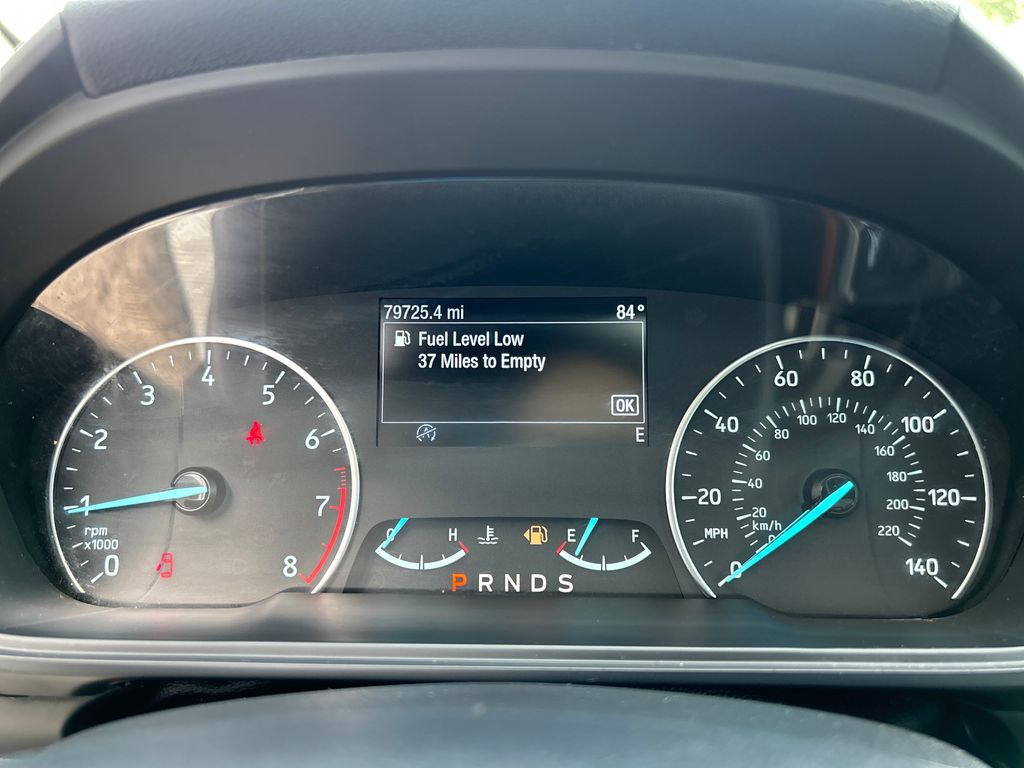 79725.4 mi 84°
Fuel Level Low
37 Miles to Empty
OK
E
0 1 2 3 4 5 6 7 8
rpm
x1000
C H
E F
P R N D S
0 20 40 60 80 100 120 140
MPH
0 20 40 60 80 100 120 140 160 180 200 220
km/h